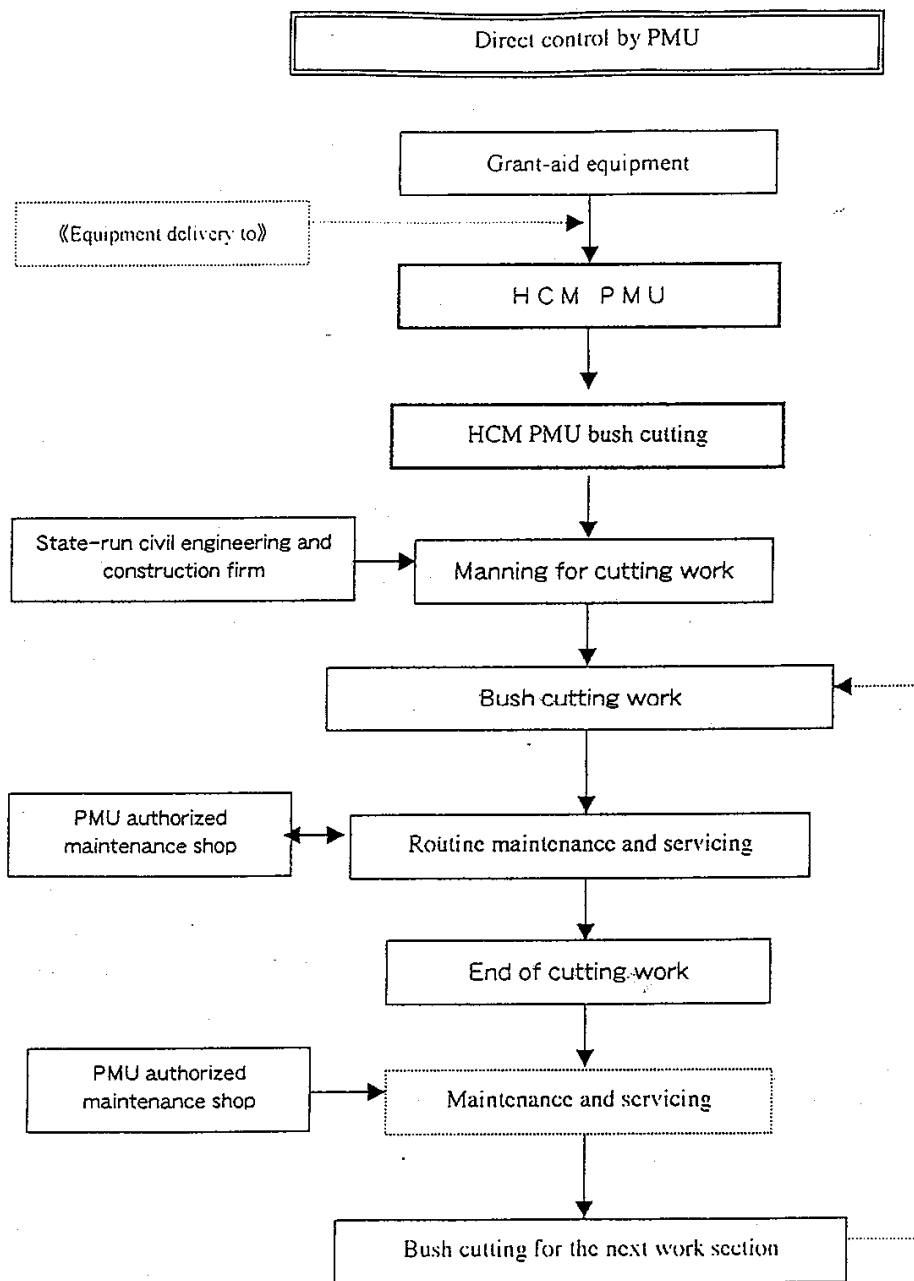 Direct control by PMU
Grant-aid equipment
《Equipment delivery to》
HCM PMU
HCM PMU bush cutting
State-run civil engineering and
construction firm
Manning for cutting work
Bush cutting work
PMU authorized
maintenance shop
Routine maintenance and servicing
End of cutting work
PMU authorized
maintenance shop
Maintenance and servicing
Bush cutting for the next work section